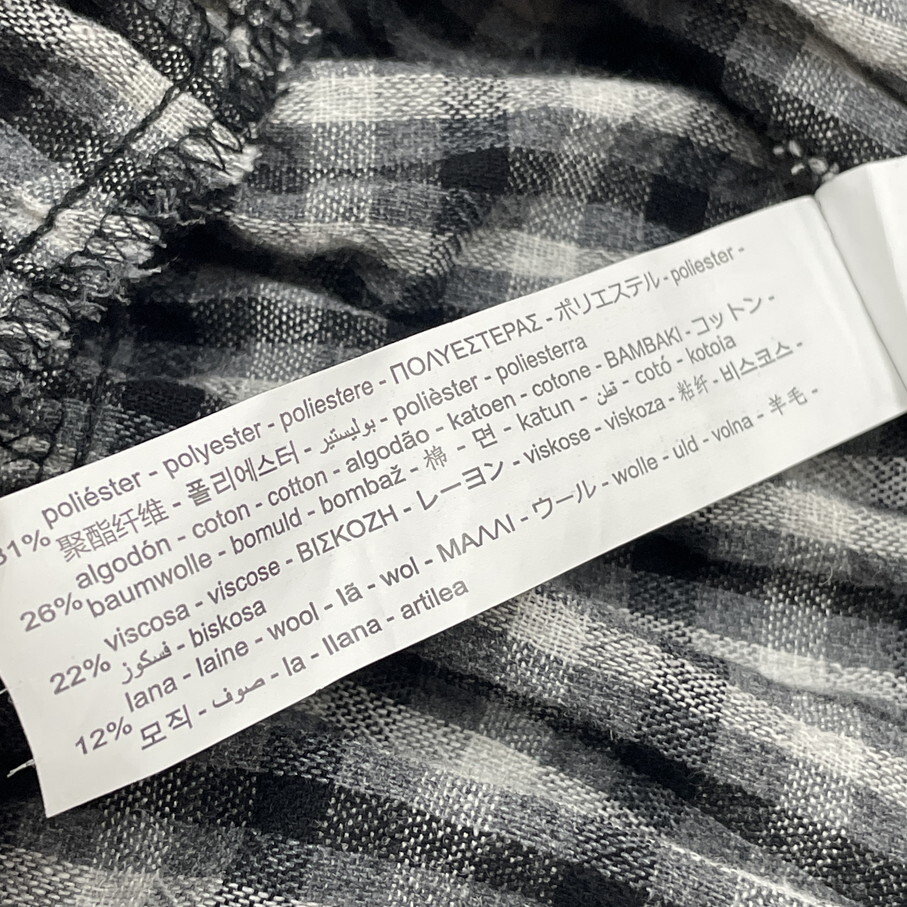 31% poliéster - polyester - poliestere - ΠΟΛΥΕΣΤΕΡΑΣ - ポリエステル - poliester -
聚酯纤维 - 폴리에스터 - بوليستير - polièster - poliesterra
26% algodón - coton - cotton - algodão - katoen - cotone - ΒΑΜΒΑΚΙ - コットン -
baumwolle - bomuld - bombaž - 棉 - 면 - katun - قطن - cotó - kotoia
22% viscosa - viscose - ΒΙΣΚΟΖΗ - レーヨン - viskose - viskoza - 粘纤 - 비스코스 -
فسكوز - biskosa
12% lana - laine - wool - lã - wol - ΜΑΛΛΙ - ウール - wolle - uld - volna - 羊毛 -
모직 - صوف - la - llana - artilea